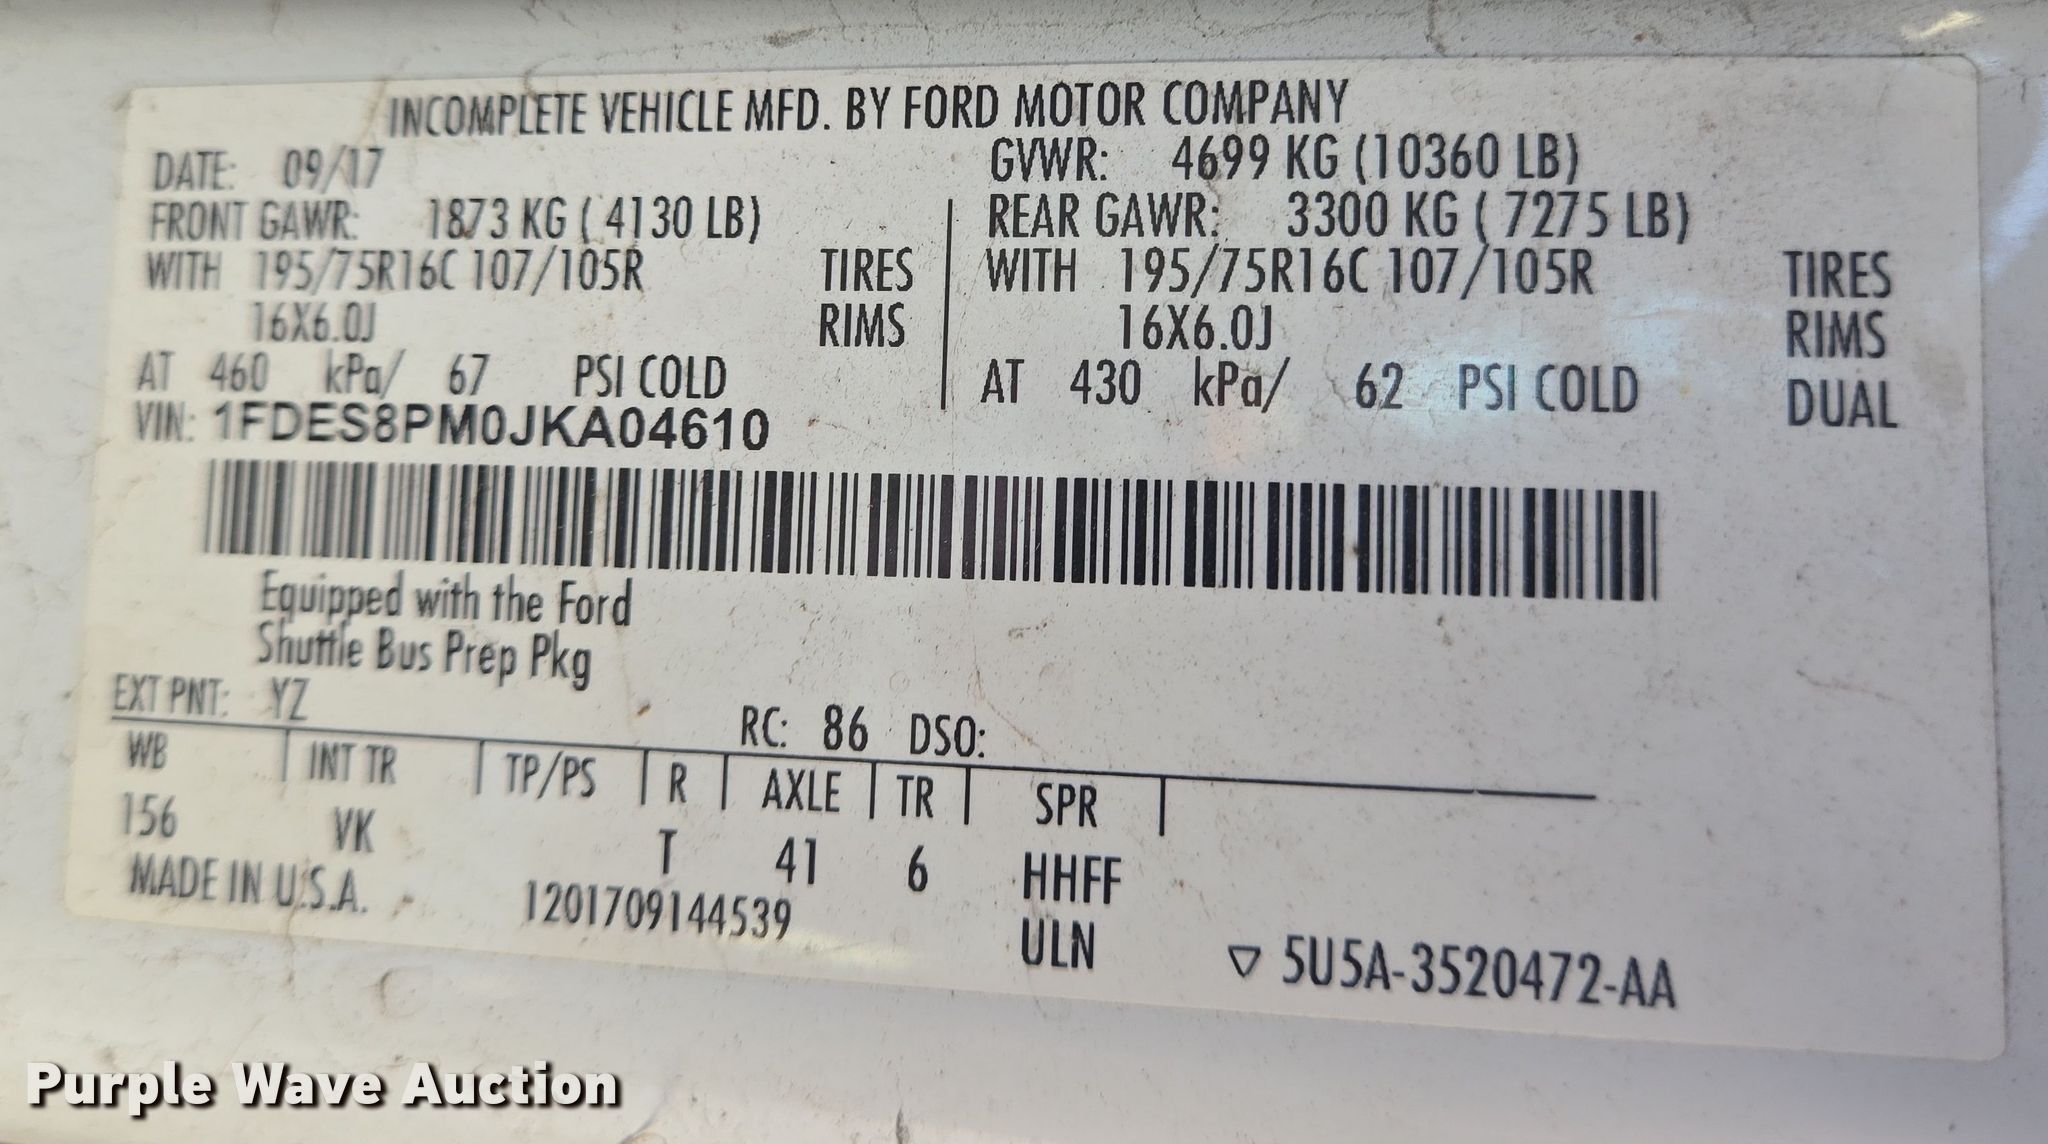 INCOMPLETE VEHICLE MFD. BY FORD MOTOR COMPANY
DATE: 09/17 GVWR: 4699 KG (10360 LB)
FRONT GAWR: 1873 KG ( 4130 LB) REAR GAWR: 3300 KG ( 7275 LB)
WITH 195/75R16C 107/105R TIRES WITH 195/75R16C 107/105R TIRES
16X6.0J RIMS 16X6.0J RIMS
AT 460 kPa/ 67 PSI COLD AT 430 kPa/ 62 PSI COLD DUAL
VIN: 1FDES8PM0JKA04610
Equipped with the Ford
Shuttle Bus Prep Pkg
EXT PNT: YZ RC: 86 DSO:
WB INT TR TP/PS R AXLE TR SPR
156 VK T 41 6 HHFF
MADE IN U.S.A. 1201709144539 ULN ▽ 5U5A-3520472-AA
Purple Wave Auction